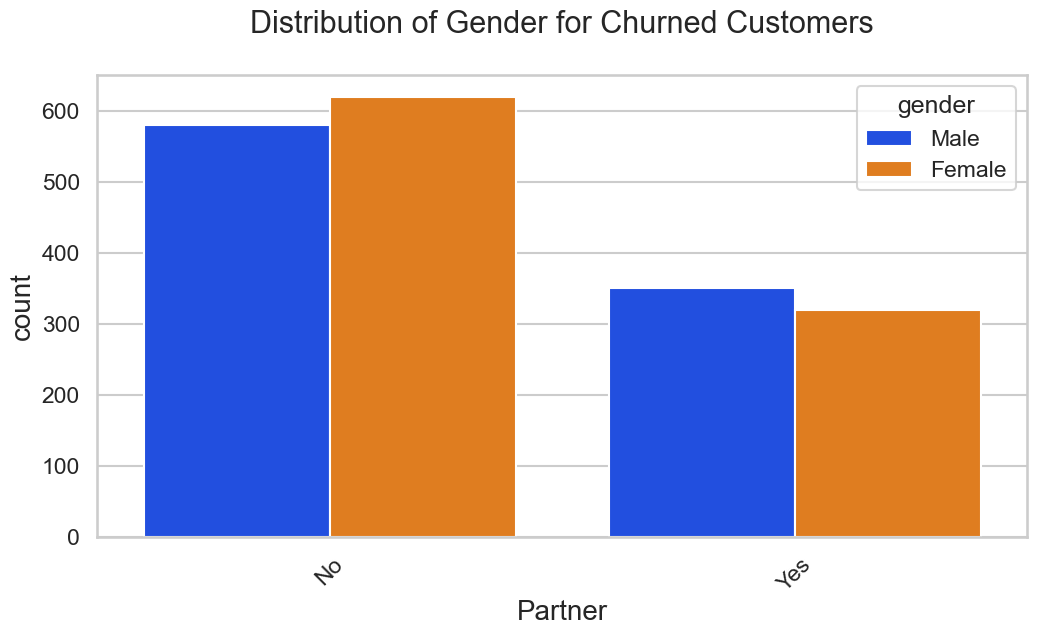 Distribution of Gender for Churned Customers
gender
Male
Female
600
500
400
300
200
100
0
count
No
Yes
Partner